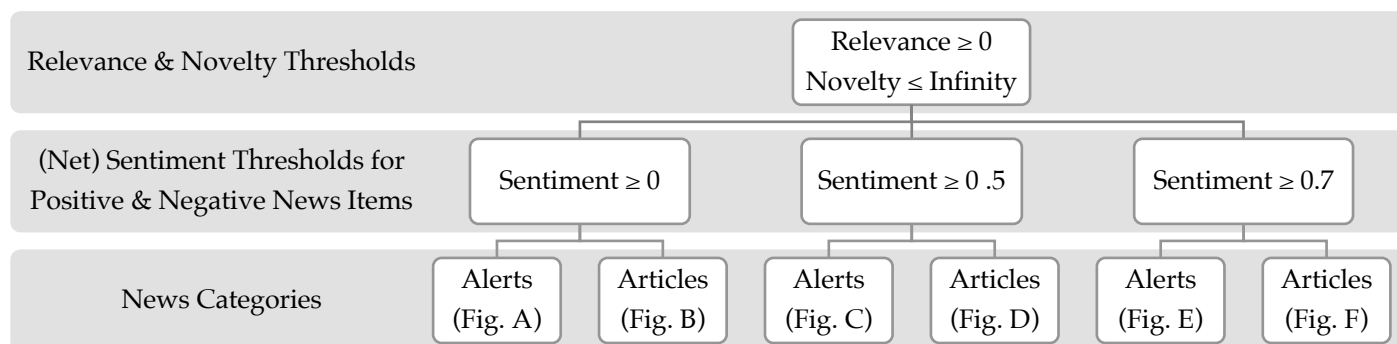 Relevance & Novelty Thresholds
Relevance ≥ 0
Novelty ≤ Infinity
(Net) Sentiment Thresholds for
Positive & Negative News Items
Sentiment ≥ 0
Sentiment ≥ 0 .5
Sentiment ≥ 0.7
News Categories
Alerts
(Fig. A)
Articles
(Fig. B)
Alerts
(Fig. C)
Articles
(Fig. D)
Alerts
(Fig. E)
Articles
(Fig. F)